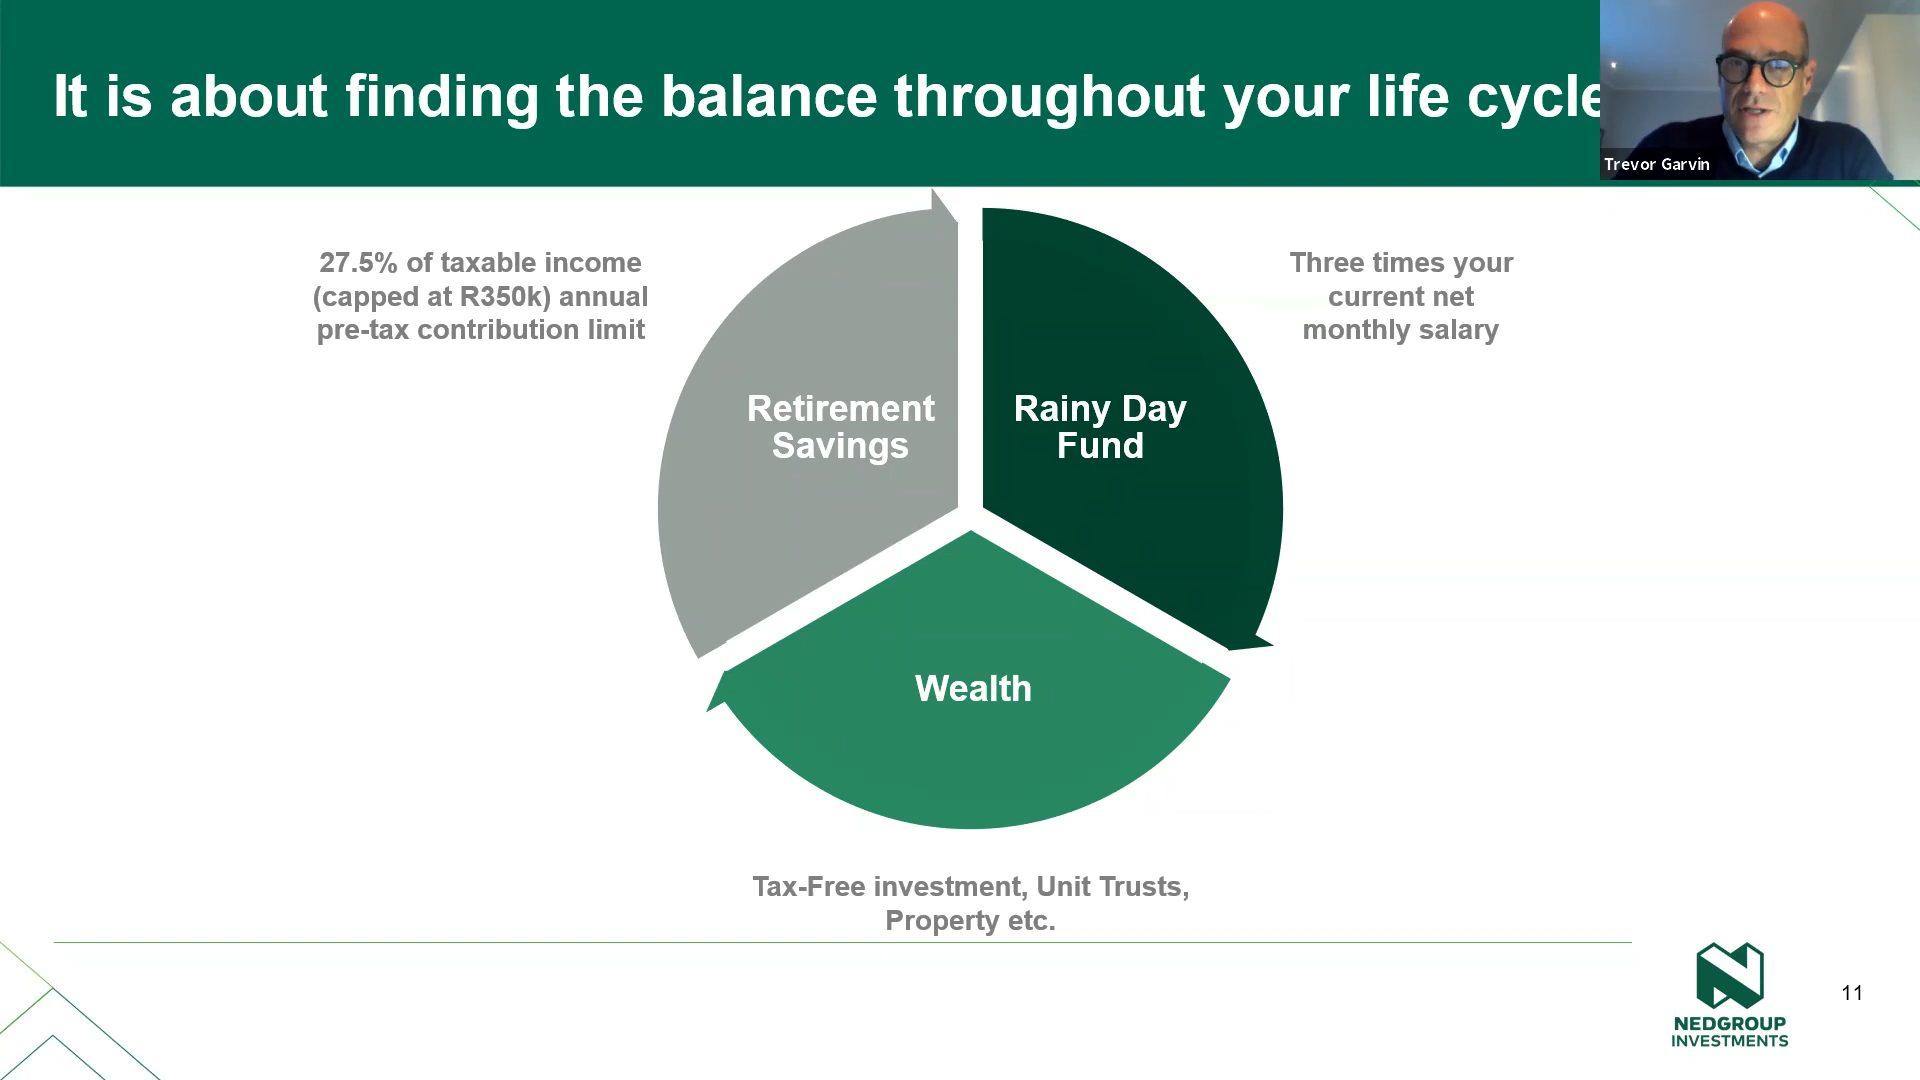 It is about finding the balance throughout your life cycle
Trevor Garvin
27.5% of taxable income
(capped at R350k) annual
pre-tax contribution limit
Three times your
current net
monthly salary
Retirement
Savings
Rainy Day
Fund
Wealth
Tax-Free investment, Unit Trusts,
Property etc.
NEDGROUP
INVESTMENTS
11